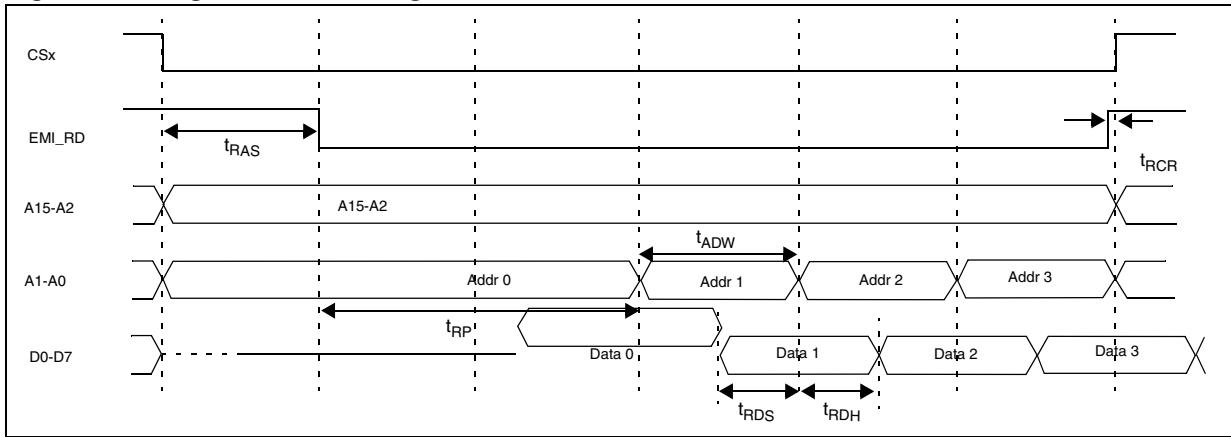 CSx
EMI_RD
tRAS
tRCR
A15-A2
A15-A2
tADW
A1-A0
Addr 0
Addr 1
Addr 2
Addr 3
tRP
D0-D7
Data 0
Data 1
Data 2
Data 3
tRDS
tRDH